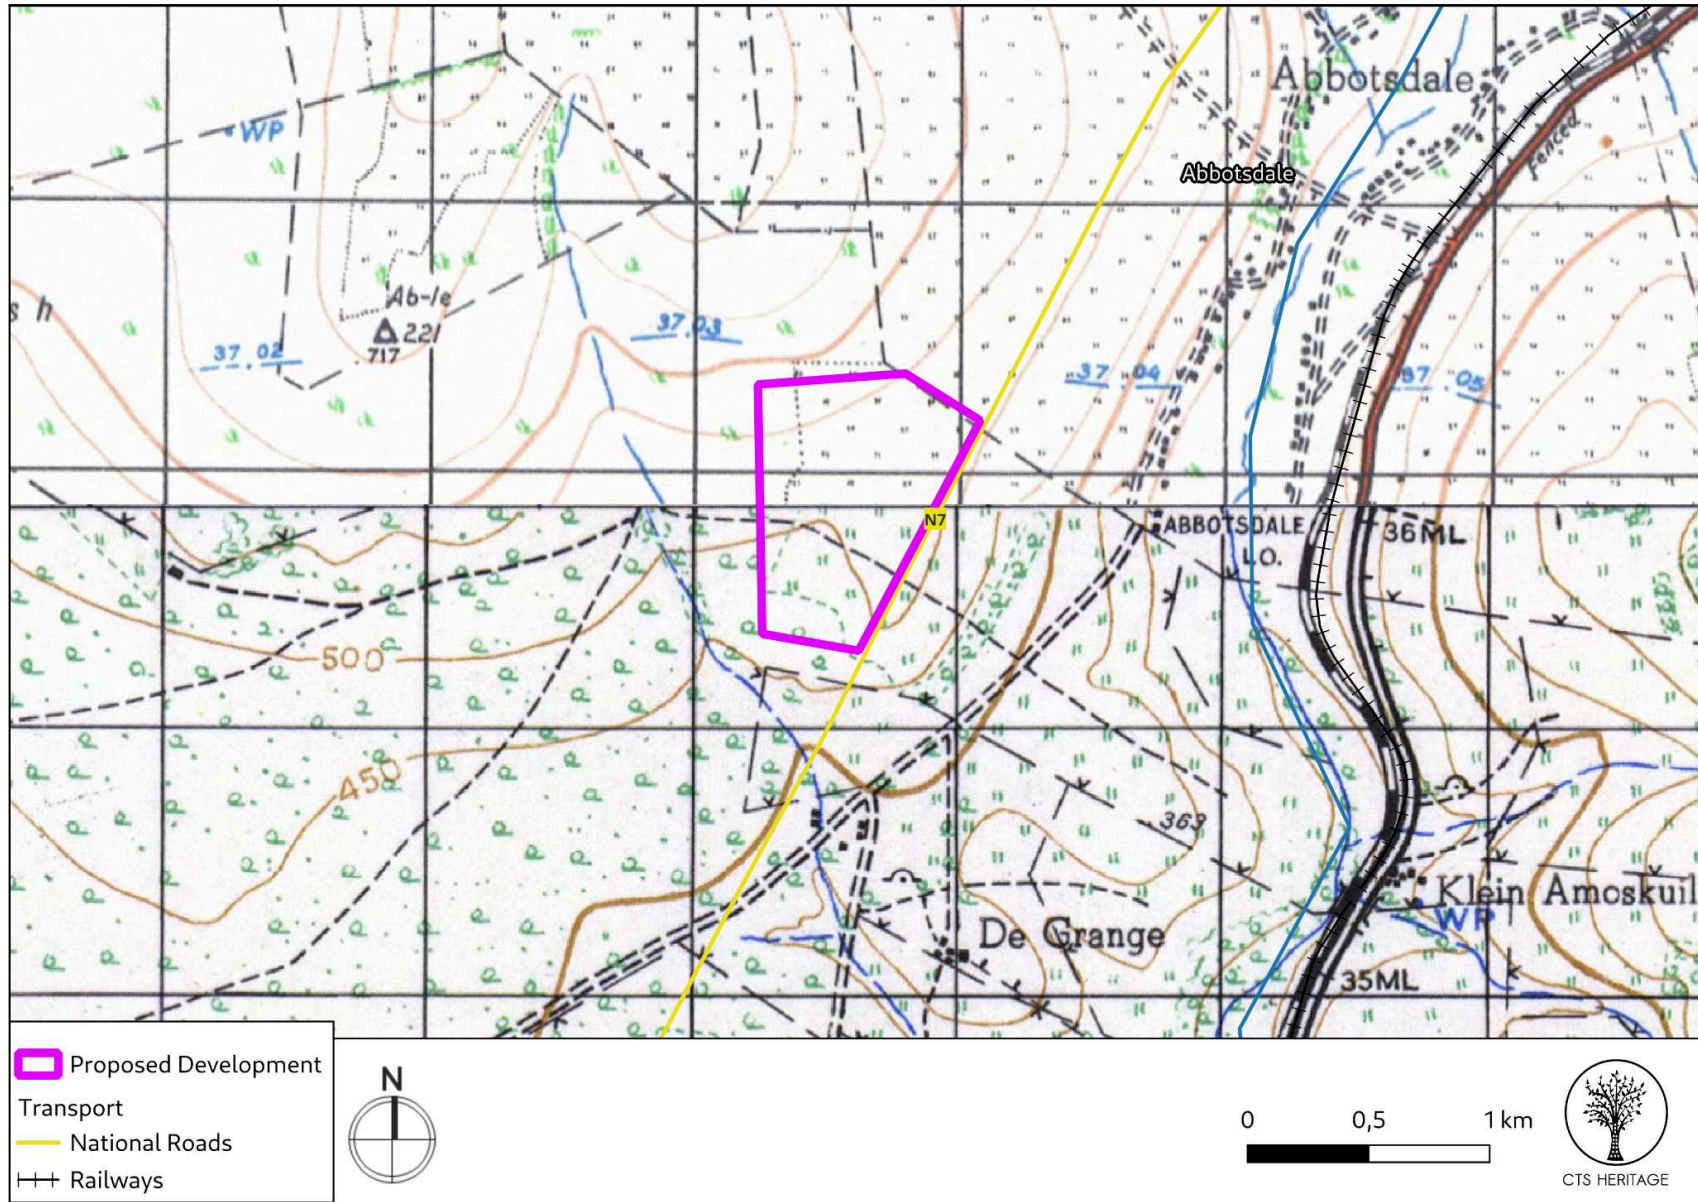 Abbotsdale
WP
Fenced
Abbotsdale
Ab-le
221
717
sh
37.02
37.03
37 04
37.05
N7
ABBOTSDALE
L.O.
36ML
500
450
363
Klein Amoskuil
WP
De Grange
35ML
Proposed Development
Transport
National Roads
Railways
N
0 0,5 1 km
CTS HERITAGE